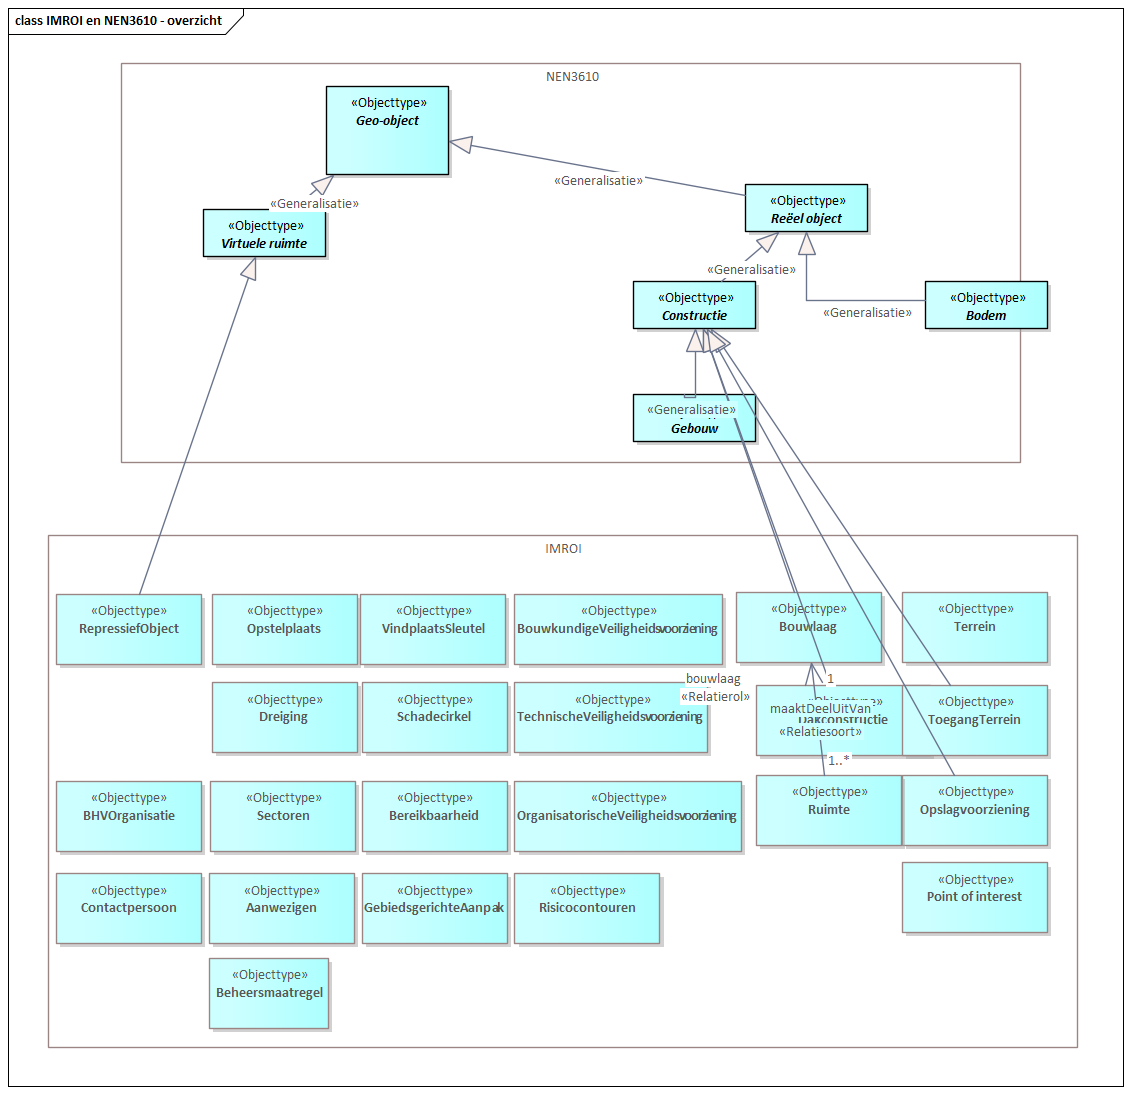 class IMROI en NEN3610 - overzicht
NEN3610
«Objecttype»
Geo-object
«Generalisatie»
«Generalisatie»
«Objecttype»
Reëel object
«Objecttype»
Virtuele ruimte
«Generalisatie»
«Objecttype»
Constructie
«Objecttype»
Bodem
«Generalisatie»
«Generalisatie»
Gebouw
IMROI
«Objecttype»
RepressiefObject
«Objecttype»
Opstelplaats
«Objecttype»
VindplaatsSleutel
«Objecttype»
BouwkundigeVeiligheidsvoorziening
«Objecttype»
Bouwlaag
«Objecttype»
Terrein
bouwlaag
1
«Relatierol»
«Objecttype»
Dreiging
«Objecttype»
Schadecirkel
«Objecttype»
TechnischeVeiligheidsvoorziening
maaktDeelUitVan
Dakconstructie
«Relatiesoort»
«Objecttype»
ToegangTerrein
1..*
«Objecttype»
BHVOrganisatie
«Objecttype»
Sectoren
«Objecttype»
Bereikbaarheid
«Objecttype»
OrganisatorischeVeiligheidsvoorziening
«Objecttype»
Ruimte
«Objecttype»
Opslagvoorziening
«Objecttype»
Contactpersoon
«Objecttype»
Aanwezigen
«Objecttype»
GebiedsgerichteAanpak
«Objecttype»
Risicocontouren
«Objecttype»
Point of interest
«Objecttype»
Beheersmaatregel